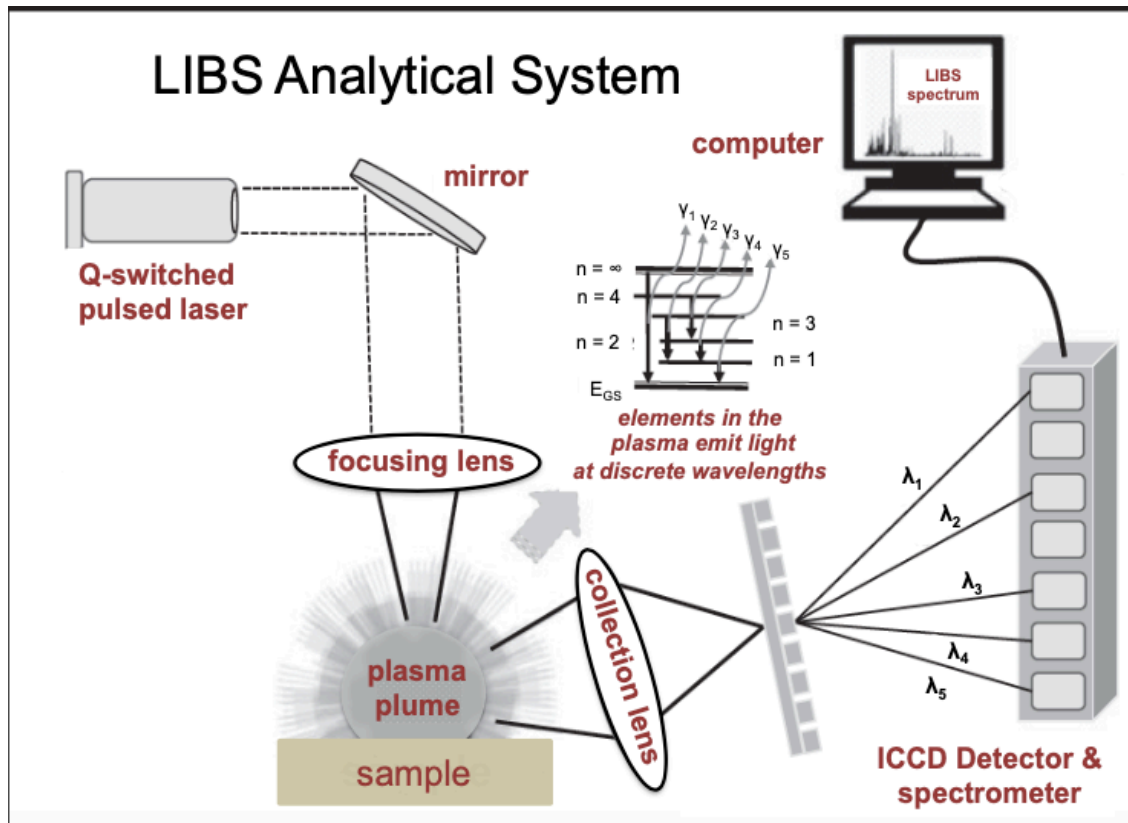 LIBS Analytical System
LIBS
spectrum
computer
mirror
Q-switched
pulsed laser
γ1 γ2 γ3 γ4 γ5
n = ∞
n = 4
n = 3
n = 2
n = 1
EGS
elements in the
plasma emit light
at discrete wavelengths
focusing lens
collection lens
plasma
plume
sample
λ1
λ2
λ3
λ4
λ5
ICCD Detector &
spectrometer